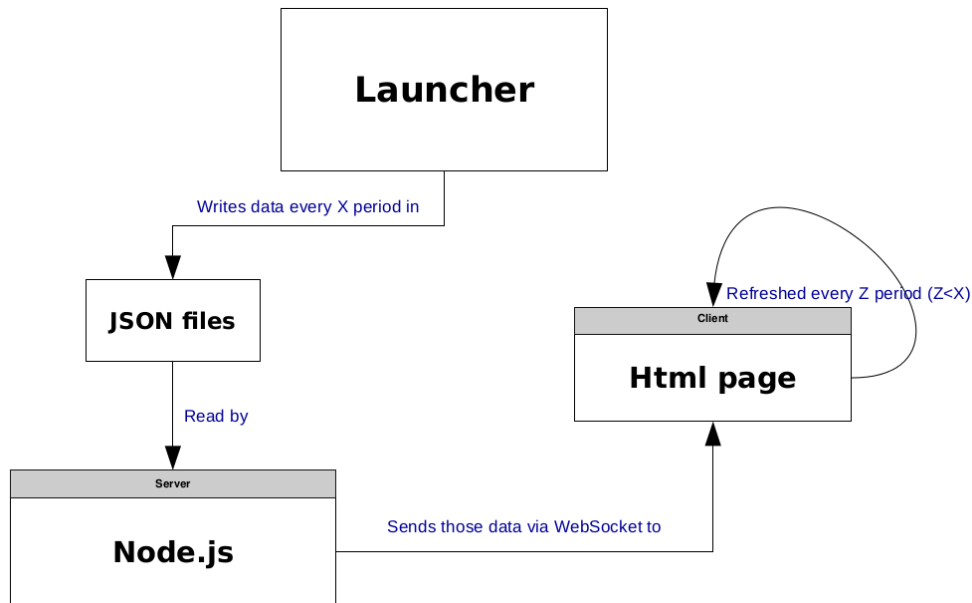 Launcher
Writes data every X period in
JSON files
Refreshed every Z period (Z<X)
Client
Html page
Read by
Server
Node.js
Sends those data via WebSocket to